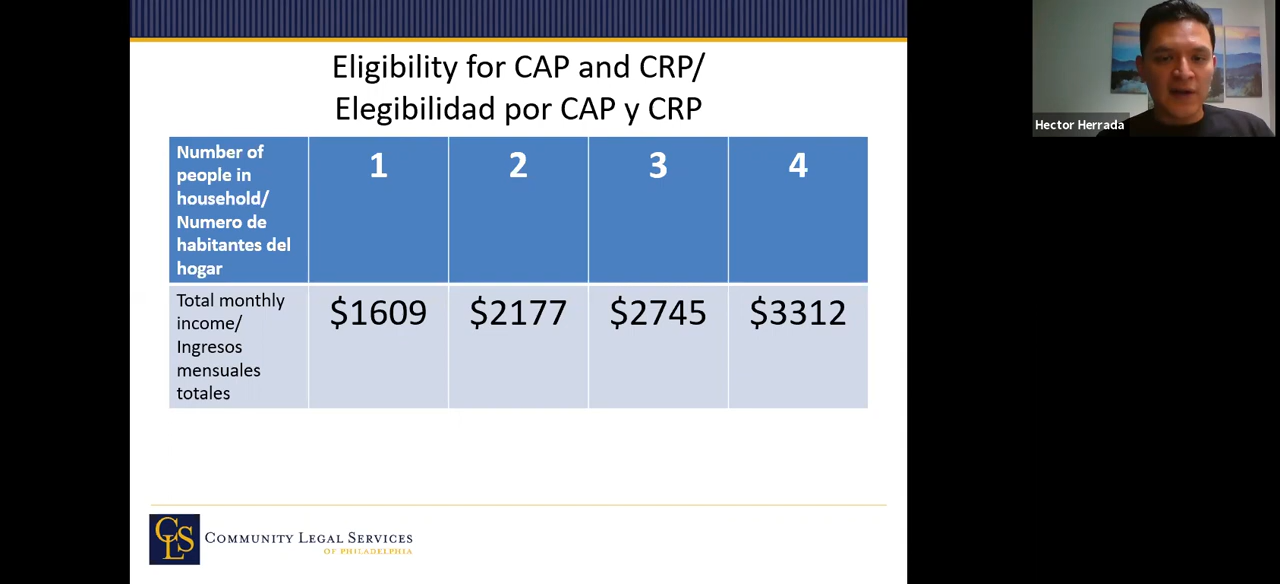 Eligibility for CAP and CRP/
Elegibilidad por CAP y CRP
Number of
people in
household/
Numero de
habitantes del
hogar
1
2
3
4
Total monthly
income/
Ingresos
mensuales
totales
$1609
$2177
$2745
$3312
CLS
COMMUNITY LEGAL SERVICES
OF PHILADELPHIA
Hector Herrada